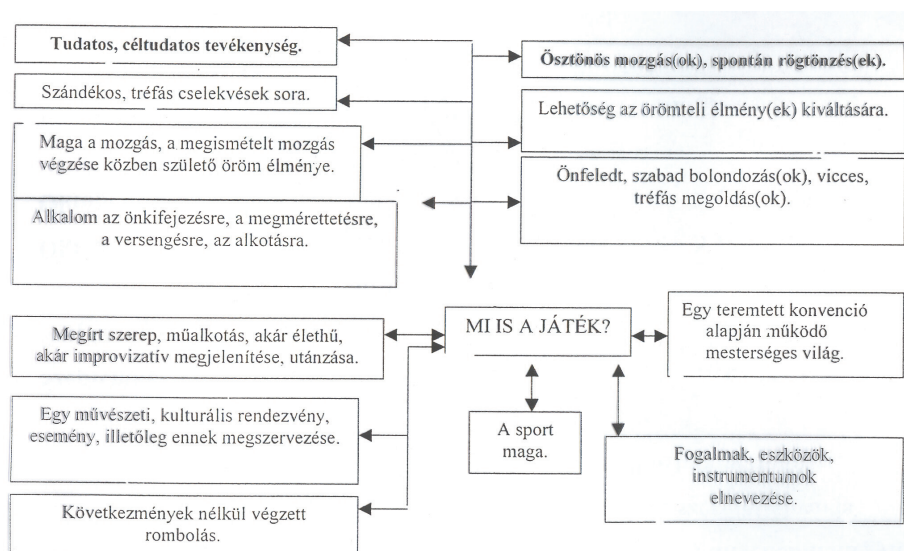 Tudatos, céltudatos tevékenység.
Ösztönös mozgás(ok), spontán rögtönzés(ek).
Szándékos, tréfás cselekvések sora.
Lehetőség az örömteli élmény(ek) kiváltására.
Maga a mozgás, a megismételt mozgás
végzése közben születő öröm élménye.
Önfeledt, szabad bolondozás(ok), vicces,
tréfás megoldás(ok).
Alkalom az önkifejezésre, a megmérettetésre,
a versengésre, az alkotásra.
MI IS A JÁTÉK?
Egy teremtett konvenció
alapján működő
mesterséges világ.
Megírt szerep, műalkotás, akár élethű,
akár improvizatív megjelenítése, utánzása.
Egy művészeti, kulturális rendezvény,
esemény, illetőleg ennek megszervezése.
A sport
maga.
Fogalmak, eszközök,
instrumentumok
elnevezése.
Következmények nélkül végzett
rombolás.